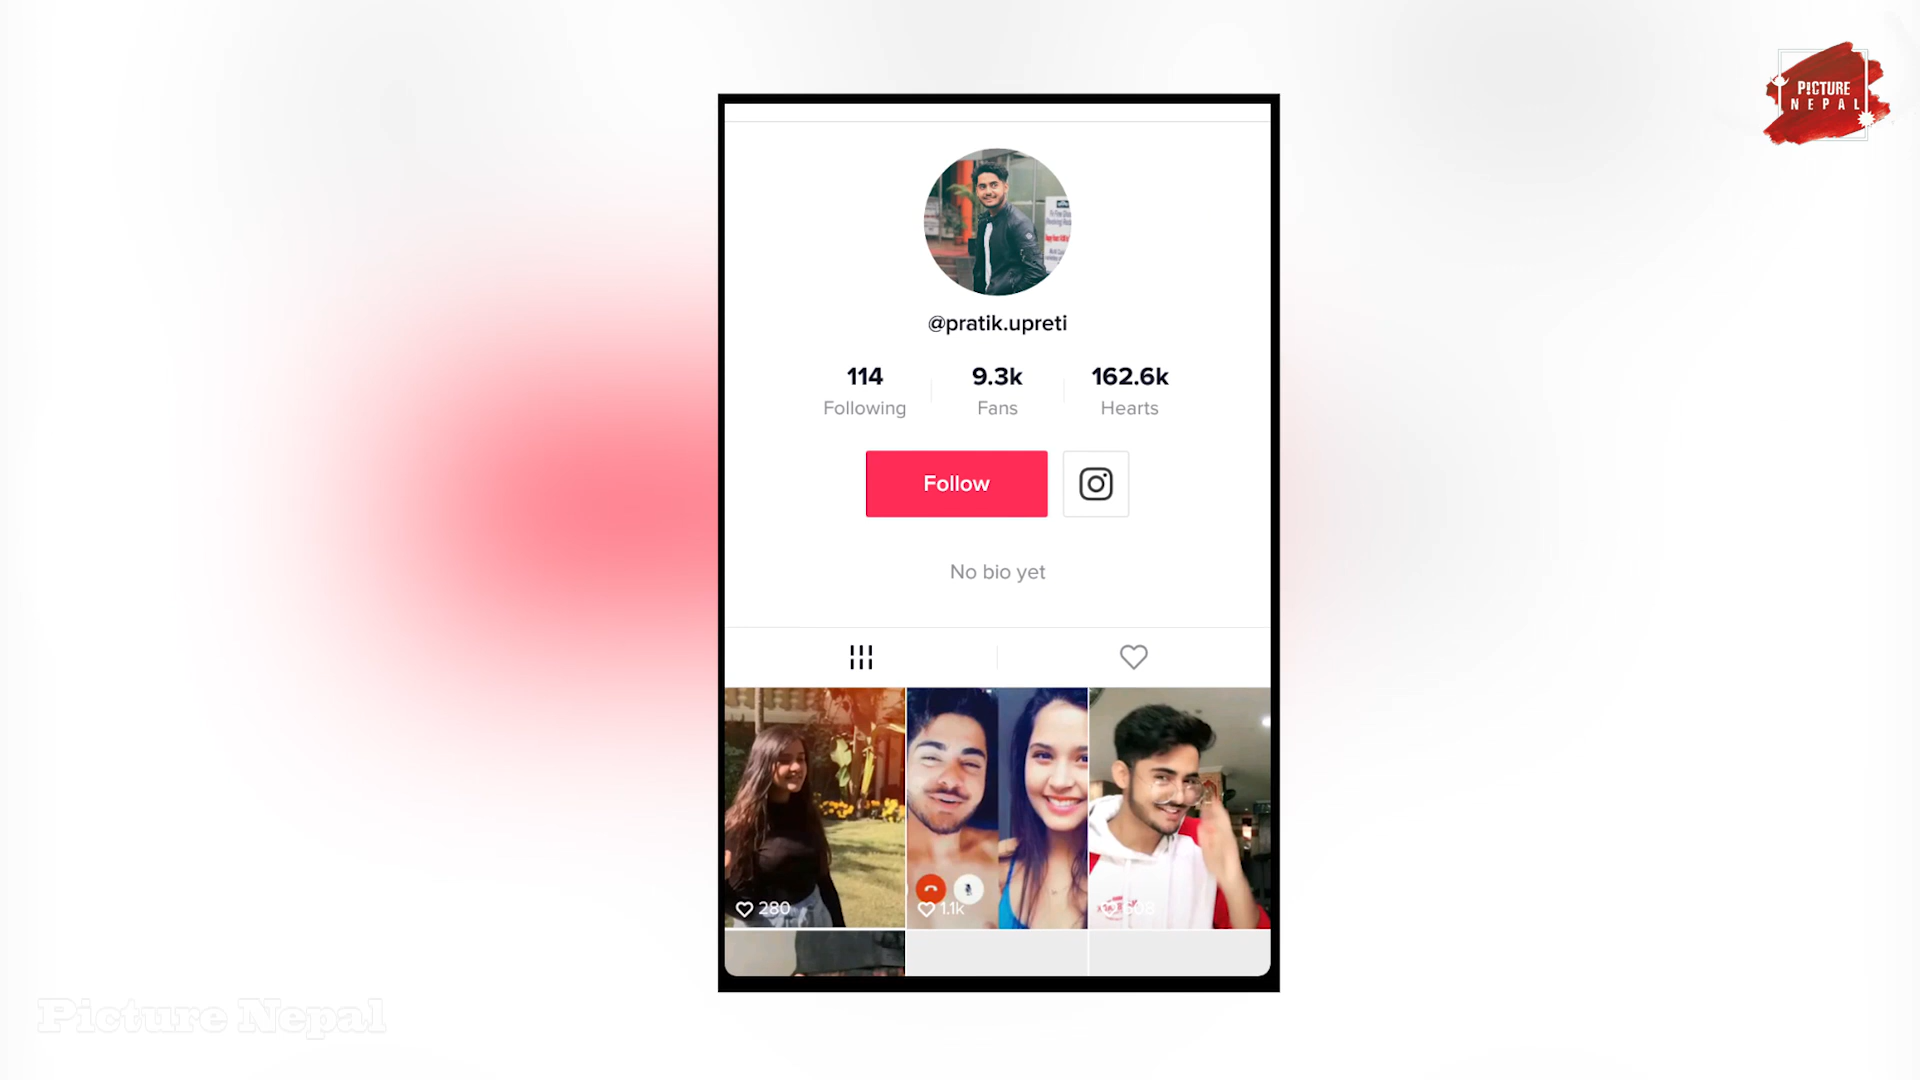 PICTURE
NEPAL
@pratik.upreti
114
9.3k
162.6k
Following
Fans
Hearts
Follow
No bio yet
280
1.1k
Picture Nepal